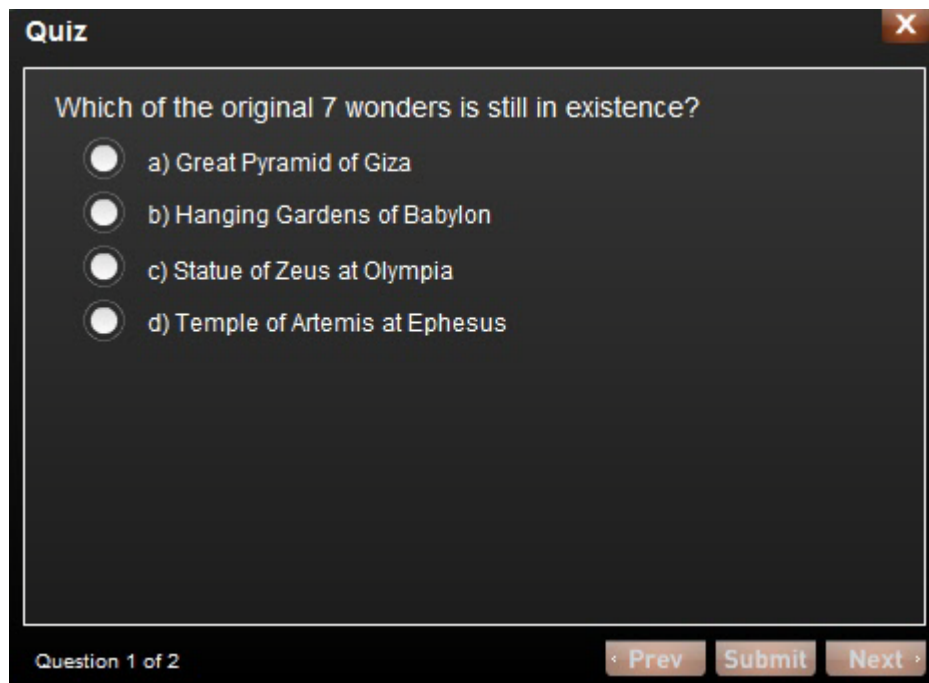 Quiz
X
Which of the original 7 wonders is still in existence?
a) Great Pyramid of Giza
b) Hanging Gardens of Babylon
c) Statue of Zeus at Olympia
d) Temple of Artemis at Ephesus
Question 1 of 2
‹ Prev Submit Next ›